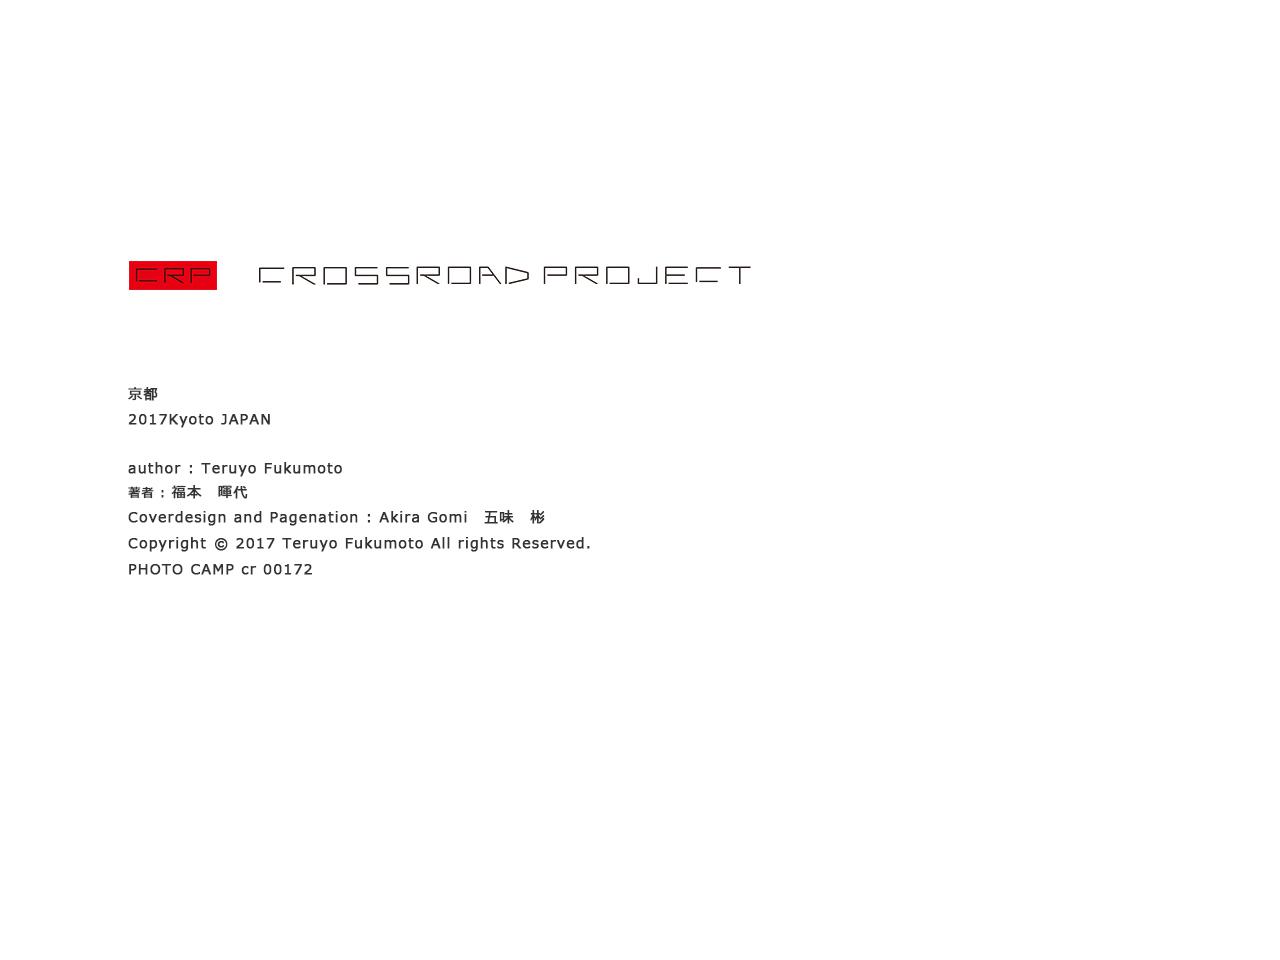 CRP CROSSROAD PROJECT
京都
2017Kyoto JAPAN
author : Teruyo Fukumoto
著者 : 福本　暉代
Coverdesign and Pagenation : Akira Gomi　五味　彬
Copyright © 2017 Teruyo Fukumoto All rights Reserved.
PHOTO CAMP cr 00172